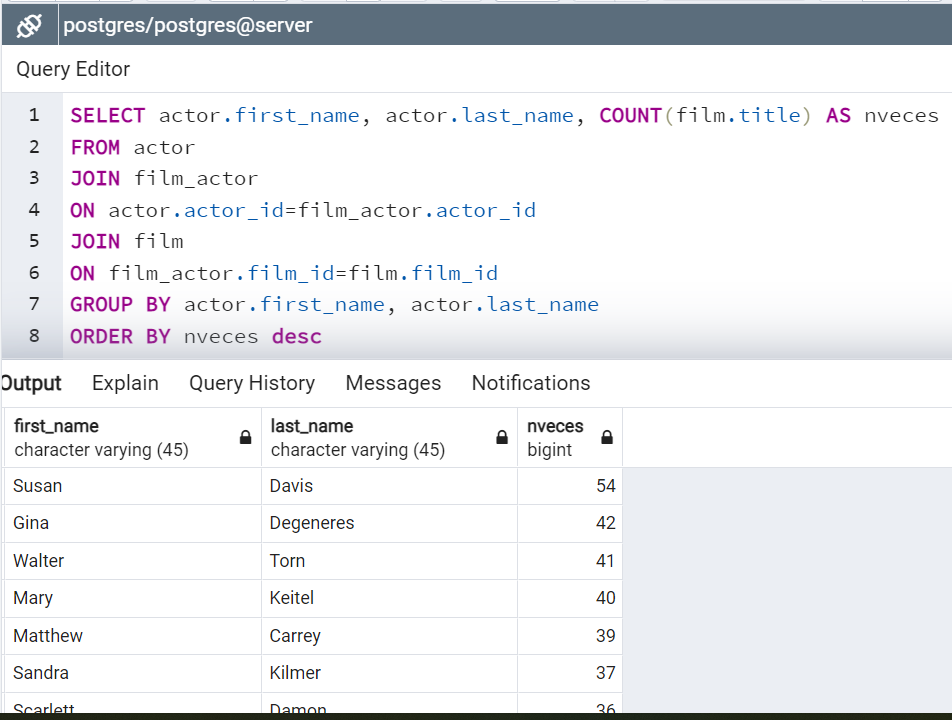 postgres/postgres@server
Query Editor
1 SELECT actor.first_name, actor.last_name, COUNT(film.title) AS nveces
2 FROM actor
3 JOIN film_actor
4 ON actor.actor_id=film_actor.actor_id
5 JOIN film
6 ON film_actor.film_id=film.film_id
7 GROUP BY actor.first_name, actor.last_name
8 ORDER BY nveces desc
Output Explain Query History Messages Notifications
first_name last_name nveces
character varying (45) character varying (45) bigint
Susan Davis 54
Gina Degeneres 42
Walter Torn 41
Mary Keitel 40
Matthew Carrey 39
Sandra Kilmer 37
Scarlett Damon 36